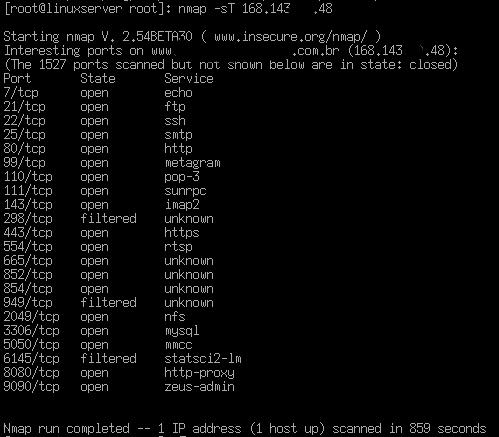 [root@linuxserver root]: nmap -sT 168.143 .48
Starting nmap V. 2.54BETA30 ( www.insecure.org/nmap/ )
Interesting ports on www. .com.br (168.143 .48):
(The 1527 ports scanned but not shown below are in state: closed)
Port State Service
7/tcp open echo
21/tcp open ftp
22/tcp open ssh
25/tcp open smtp
80/tcp open http
99/tcp open metagram
110/tcp open pop-3
111/tcp open sunrpc
143/tcp open imap2
298/tcp filtered unknown
443/tcp open https
554/tcp open rtsp
665/tcp open unknown
852/tcp open unknown
854/tcp open unknown
949/tcp filtered unknown
2049/tcp open nfs
3306/tcp open mysql
5050/tcp open mmcc
6145/tcp filtered statsci2-lm
8080/tcp open http-proxy
9090/tcp open zeus-admin
Nmap run completed -- 1 IP address (1 host up) scanned in 859 seconds